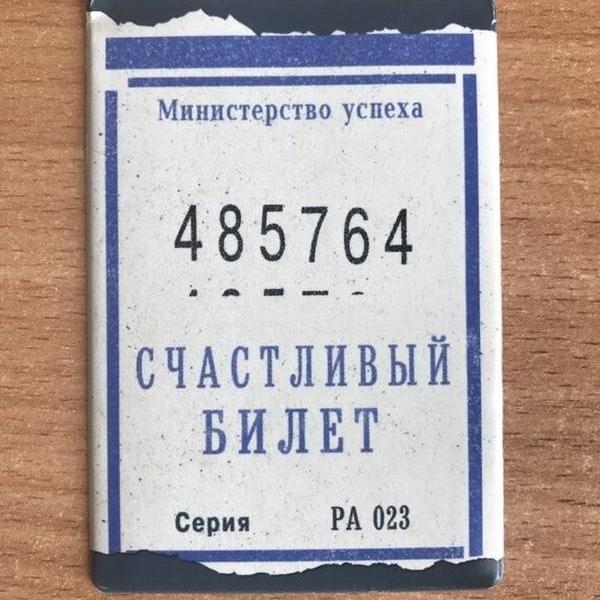 Министерство успеха
485764
СЧАСТЛИВЫЙ
БИЛЕТ
Серия РА 023